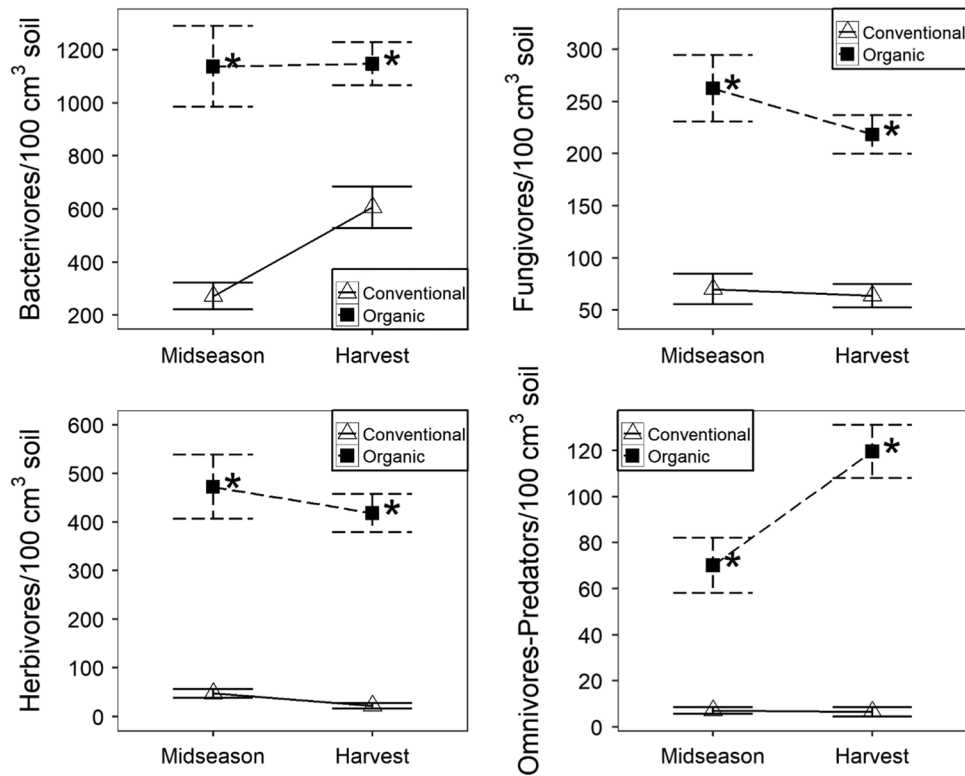 Bacterivores/100 cm³ soil
1200
1000
800
600
400
200
*
*
Conventional
Organic
Midseason
Harvest
Fungivores/100 cm³ soil
300
250
200
150
100
50
Conventional
Organic
*
*
Midseason
Harvest
Herbivores/100 cm³ soil
600
500
400
300
200
100
0
Conventional
Organic
*
*
Midseason
Harvest
Omnivores-Predators/100 cm³ soil
120
100
80
60
40
20
0
Conventional
Organic
*
*
Midseason
Harvest